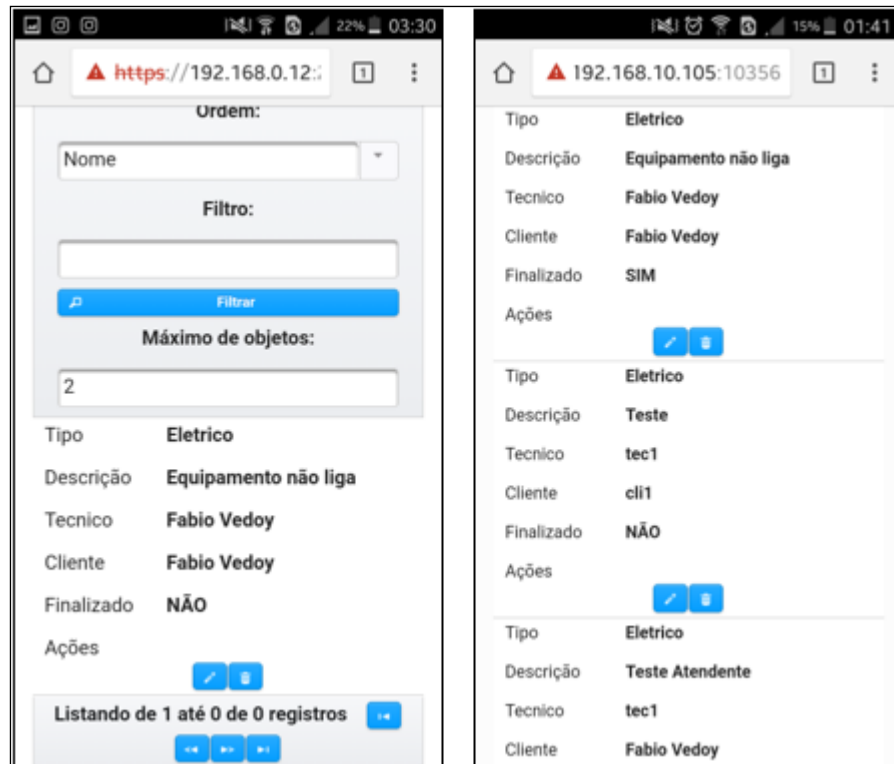 22% 03:30
https://192.168.0.12:
1
Ordem:
Nome
Filtro:
Filtrar
Máximo de objetos:
2
Tipo Eletrico
Descrição Equipamento não liga
Tecnico Fabio Vedoy
Cliente Fabio Vedoy
Finalizado NÃO
Ações
Listando de 1 até 0 de 0 registros
15% 01:41
192.168.10.105:10356
1
Tipo Eletrico
Descrição Equipamento não liga
Tecnico Fabio Vedoy
Cliente Fabio Vedoy
Finalizado SIM
Ações
Tipo Eletrico
Descrição Teste
Tecnico tec1
Cliente cli1
Finalizado NÃO
Ações
Tipo Eletrico
Descrição Teste Atendente
Tecnico tec1
Cliente Fabio Vedoy